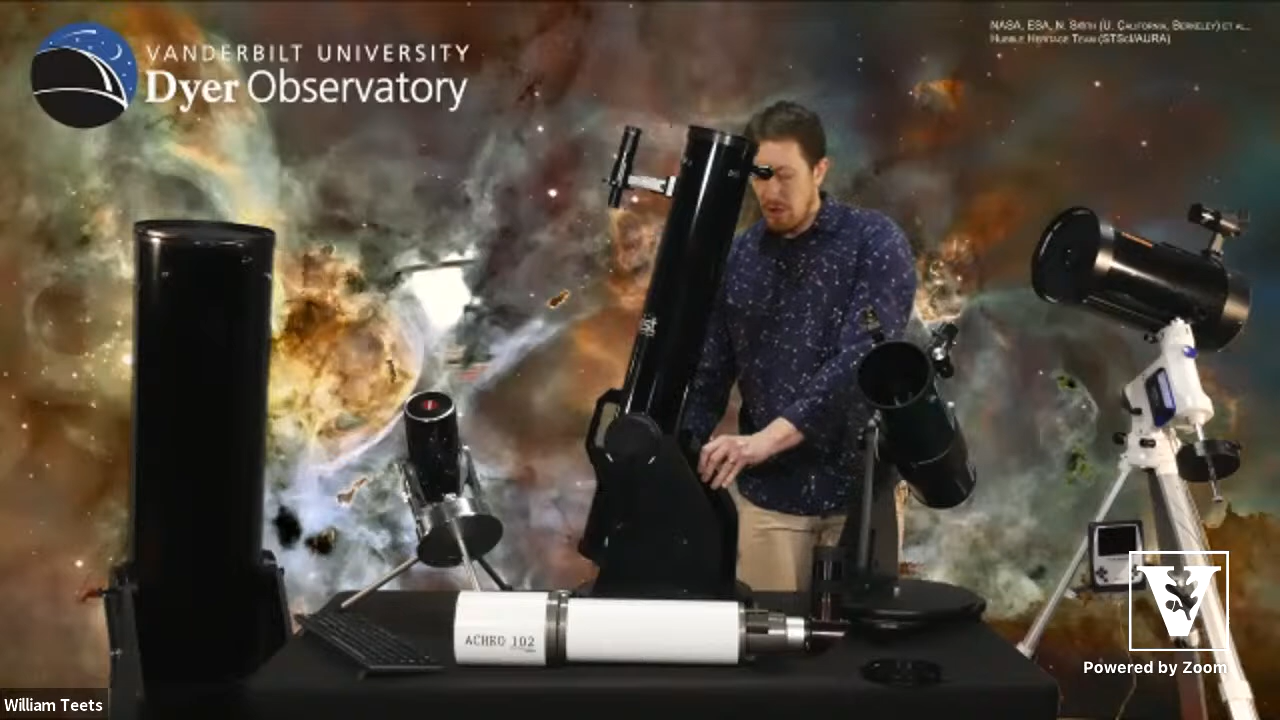 NASA, ESA, N. Smith (U. California, Berkeley) et al.,
Hubble Heritage Team (STScI/AURA)
VANDERBILT UNIVERSITY
Dyer Observatory
st
ACHRO 102
V
Powered by Zoom
William Teets